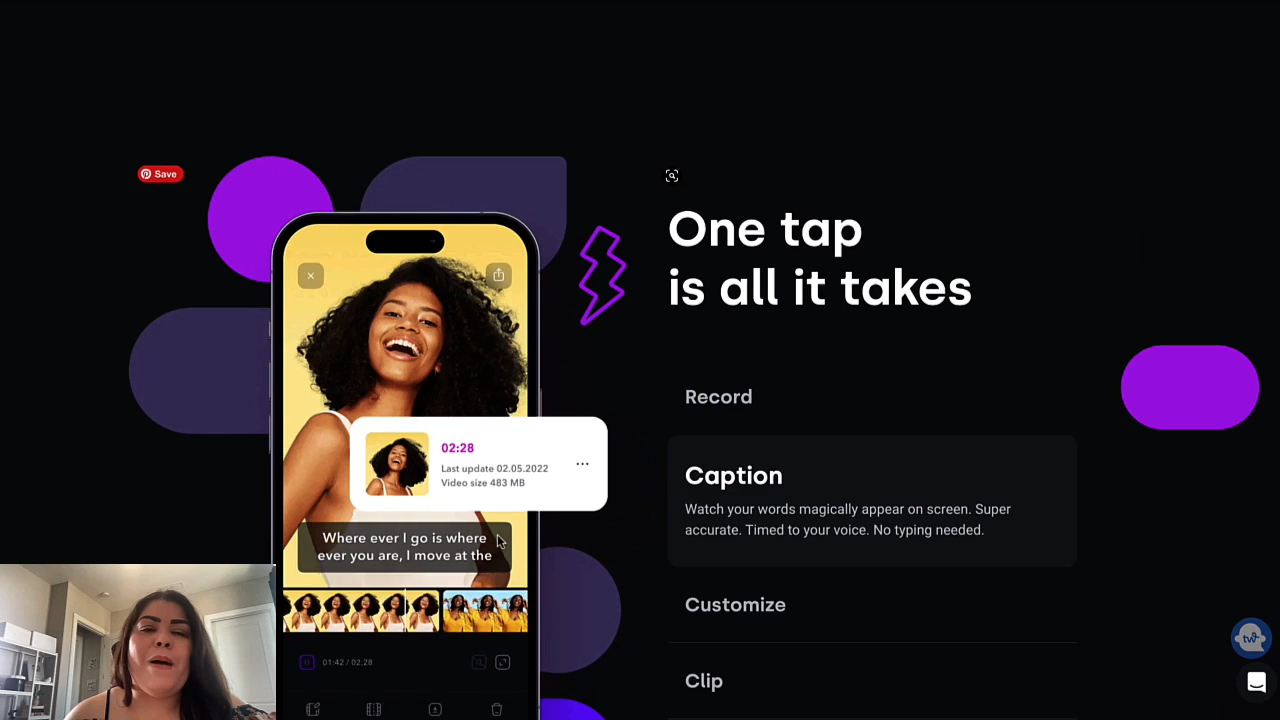 Save
One tap
is all it takes
02:28
Last update 02.05.2022
Video size 483 MB
Where ever I go is where
ever you are, I move at the
01:42 / 02:28
Record
Caption
Watch your words magically appear on screen. Super
accurate. Timed to your voice. No typing needed.
Customize
Clip
tw